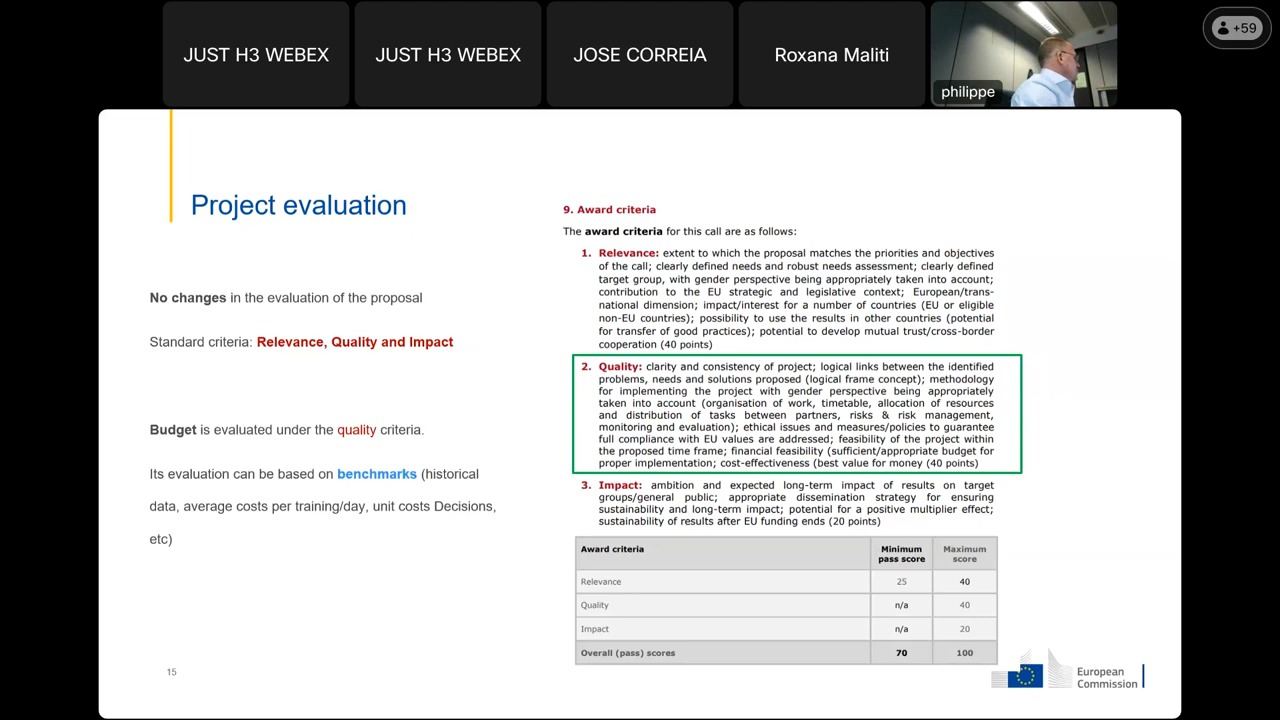 JUST H3 WEBEX
JUST H3 WEBEX
JOSE CORREIA
Roxana Maliti
philippe
+59
Project evaluation
No changes in the evaluation of the proposal
Standard criteria: Relevance, Quality and Impact
Budget is evaluated under the quality criteria.
Its evaluation can be based on benchmarks (historical
data, average costs per training/day, unit costs Decisions,
etc)
9. Award criteria
The award criteria for this call are as follows:
1. Relevance: extent to which the proposal matches the priorities and objectives
of the call; clearly defined needs and robust needs assessment; clearly defined
target group, with gender perspective being appropriately taken into account;
contribution to the EU strategic and legislative context; European/trans-
national dimension; impact/interest for a number of countries (EU or eligible
non-EU countries); possibility to use the results in other countries (potential
for transfer of good practices); potential to develop mutual trust/cross-border
cooperation (40 points)
2. Quality: clarity and consistency of project; logical links between the identified
problems, needs and solutions proposed (logical frame concept); methodology
for implementing the project with gender perspective being appropriately
taken into account (organisation of work, timetable, allocation of resources
and distribution of tasks between partners, risks & risk management,
monitoring and evaluation); ethical issues and measures/policies to guarantee
full compliance with EU values are addressed; feasibility of the project within
the proposed time frame; financial feasibility (sufficient/appropriate budget for
proper implementation; cost-effectiveness (best value for money (40 points)
3. Impact: ambition and expected long-term impact of results on target
groups/general public; appropriate dissemination strategy for ensuring
sustainability and long-term impact; potential for a positive multiplier effect;
sustainability of results after EU funding ends (20 points)
Award criteria Minimum pass score Maximum score
Relevance 25 40
Quality n/a 40
Impact n/a 20
Overall (pass) scores 70 100
15
European
Commission